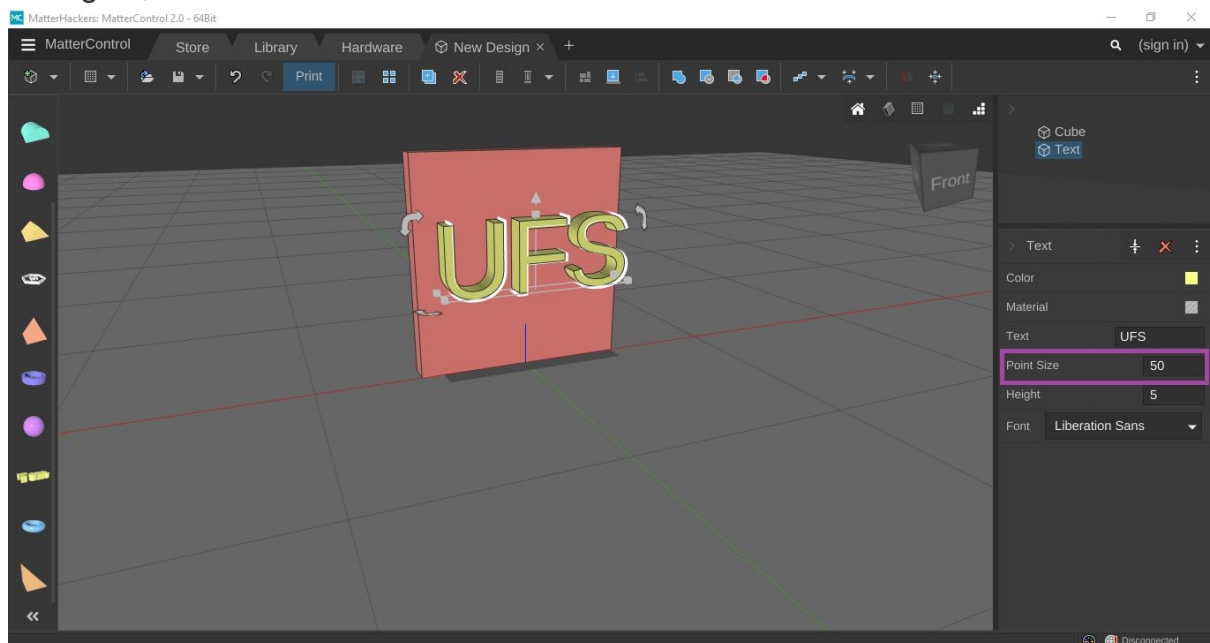 MC MatterHackers: MatterControl 2.0 - 64Bit
MatterControl Store Library Hardware New Design × + (sign in)
Print
Cube
Text
Front
UFS
Text
Color
Material
Text UFS
Point Size 50
Height 5
Font Liberation Sans
Disconnected